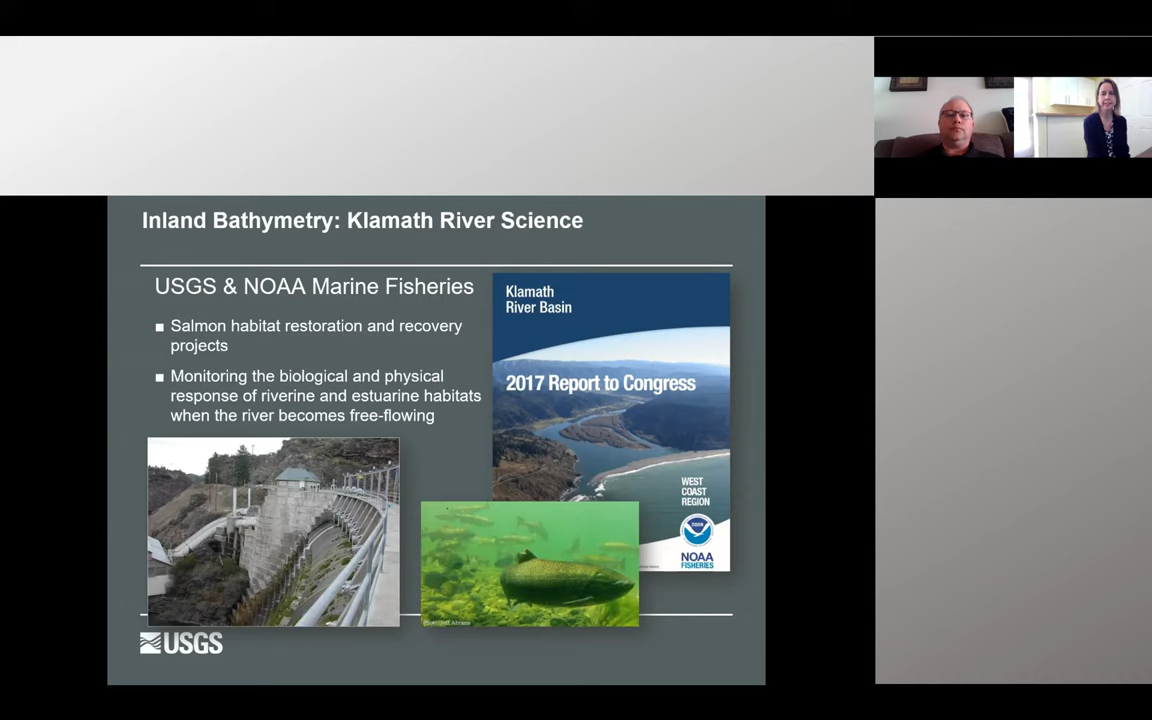 Inland Bathymetry: Klamath River Science
USGS & NOAA Marine Fisheries
■ Salmon habitat restoration and recovery
projects
■ Monitoring the biological and physical
response of riverine and estuarine habitats
when the river becomes free-flowing
Klamath
River Basin
2017 Report to Congress
WEST
COAST
REGION
NOAA
NOAA
FISHERIES
USGS